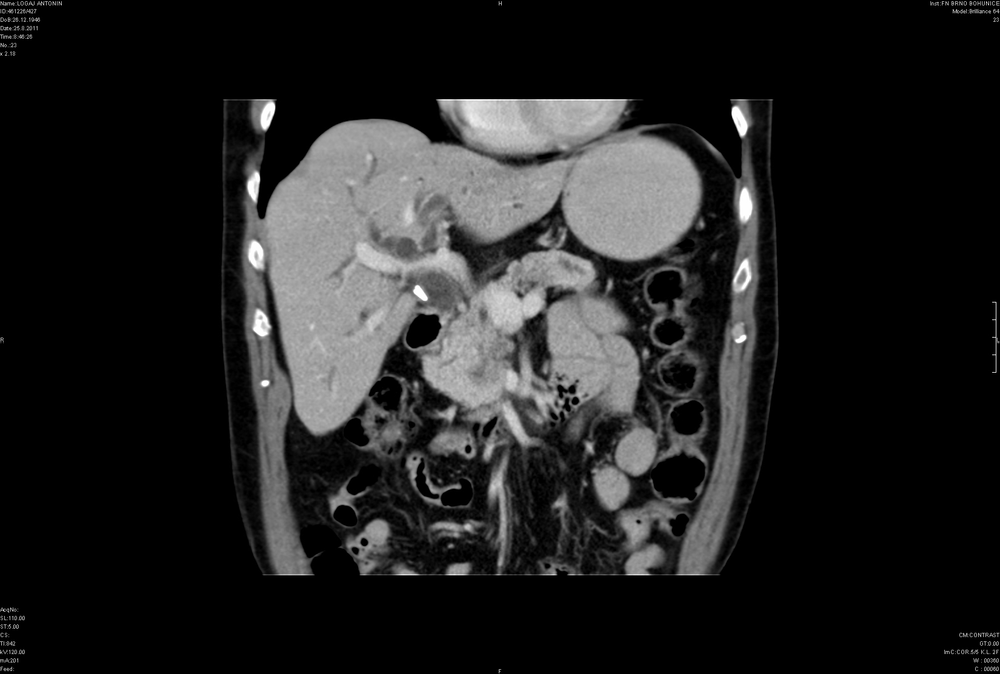 Name:LOGAJ ANTONIN
ID:461226/427
DoB:26.12.1946
Date:25.8.2011
Time:8:46:26
No.:23
x 2.18
H
Inst:FN BRNO BOHUNICE
Model:Brilliance 64
23
R
L
AcqNo:
SL:110.00
ST:5.00
CS:
TI:842
kV:120.00
mA:201
Feed:
F
CM:CONTRAST
GT:0.00
ImC:COR.5/5 K.L. 2F
W : 00360
C : 00060